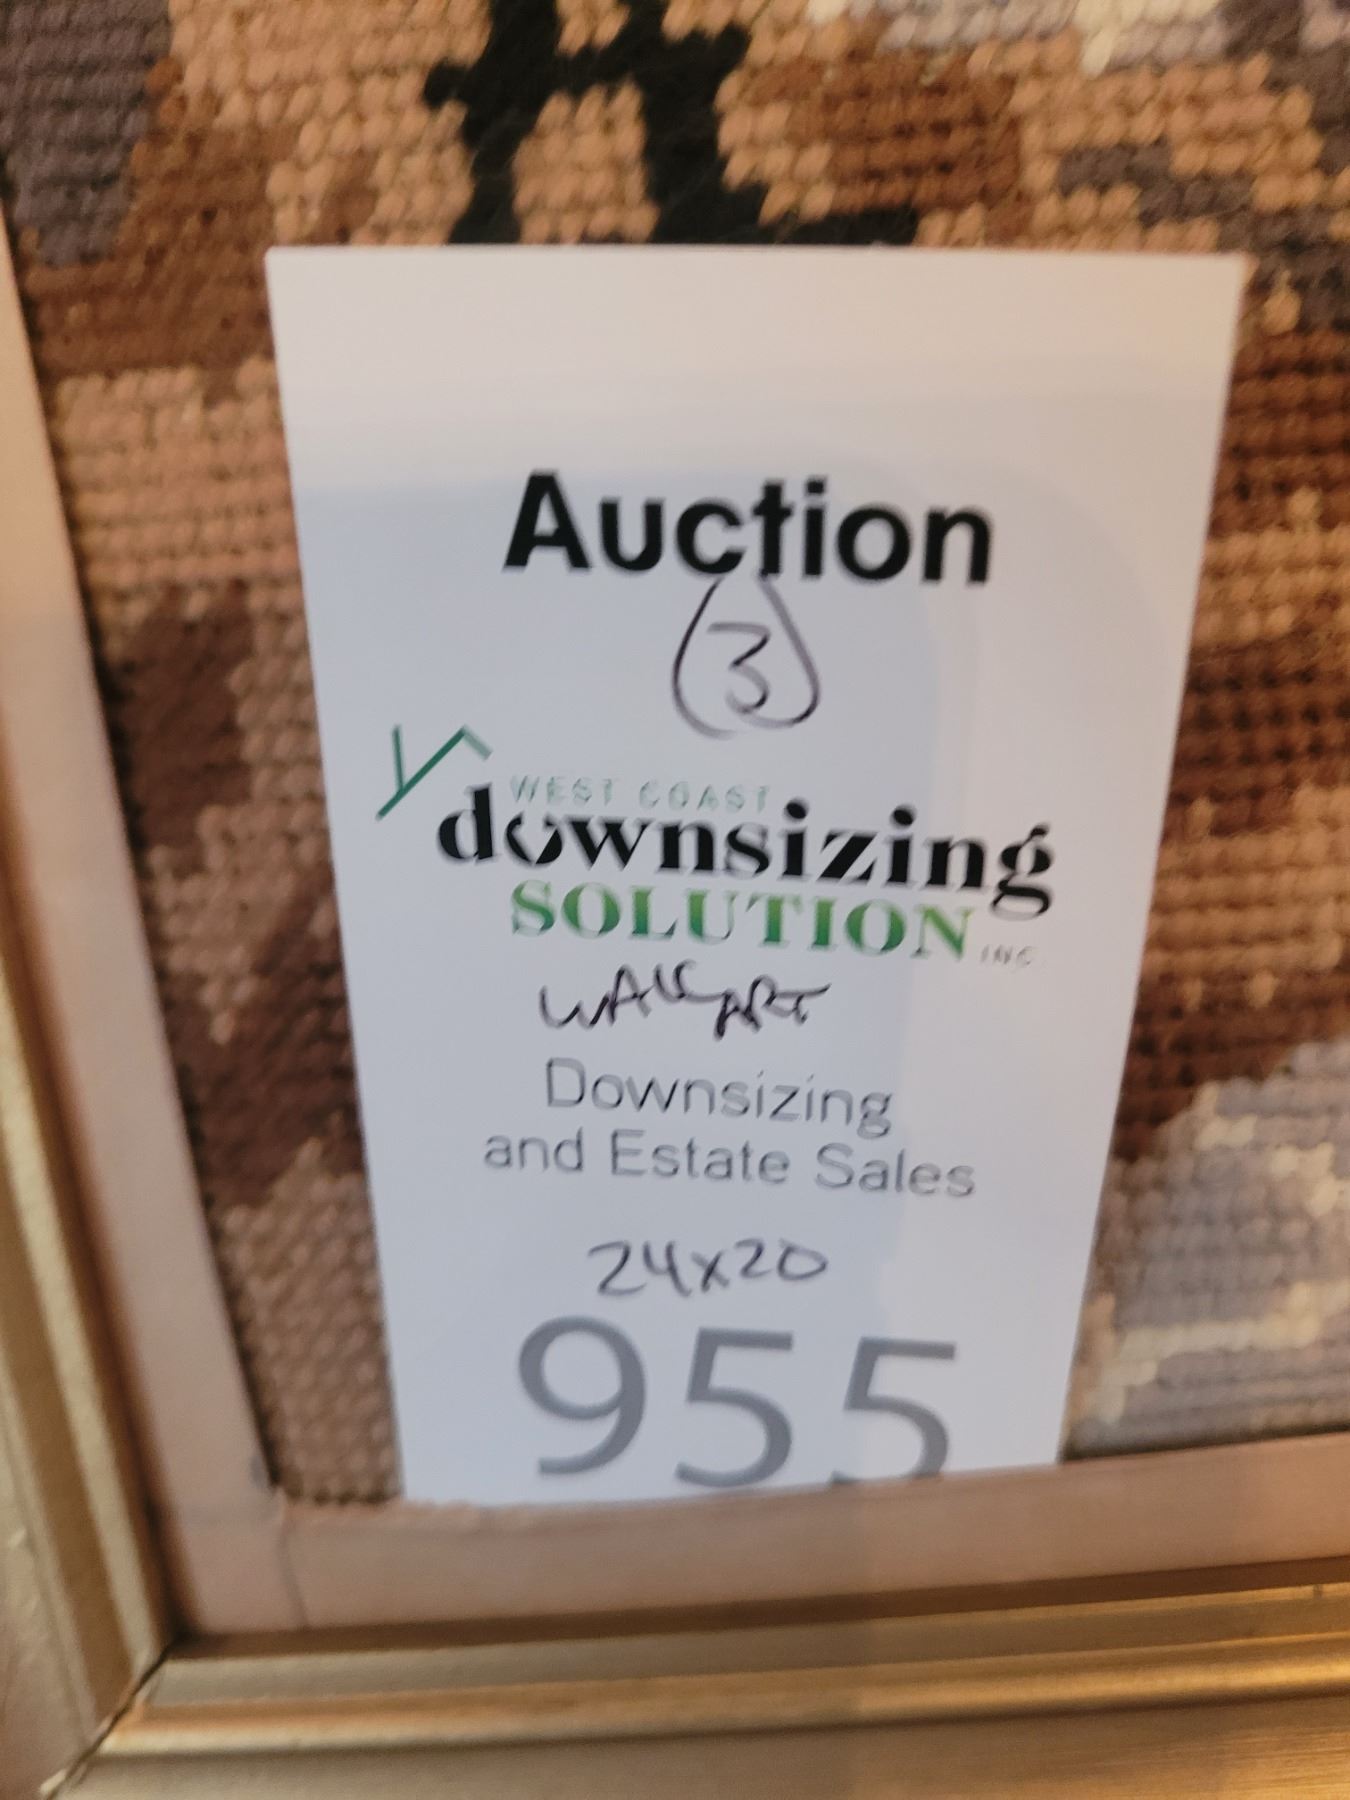 Auction
3
WEST COAST
downsizing
SOLUTION INC
WALL ART
Downsizing
and Estate Sales
24x20
955